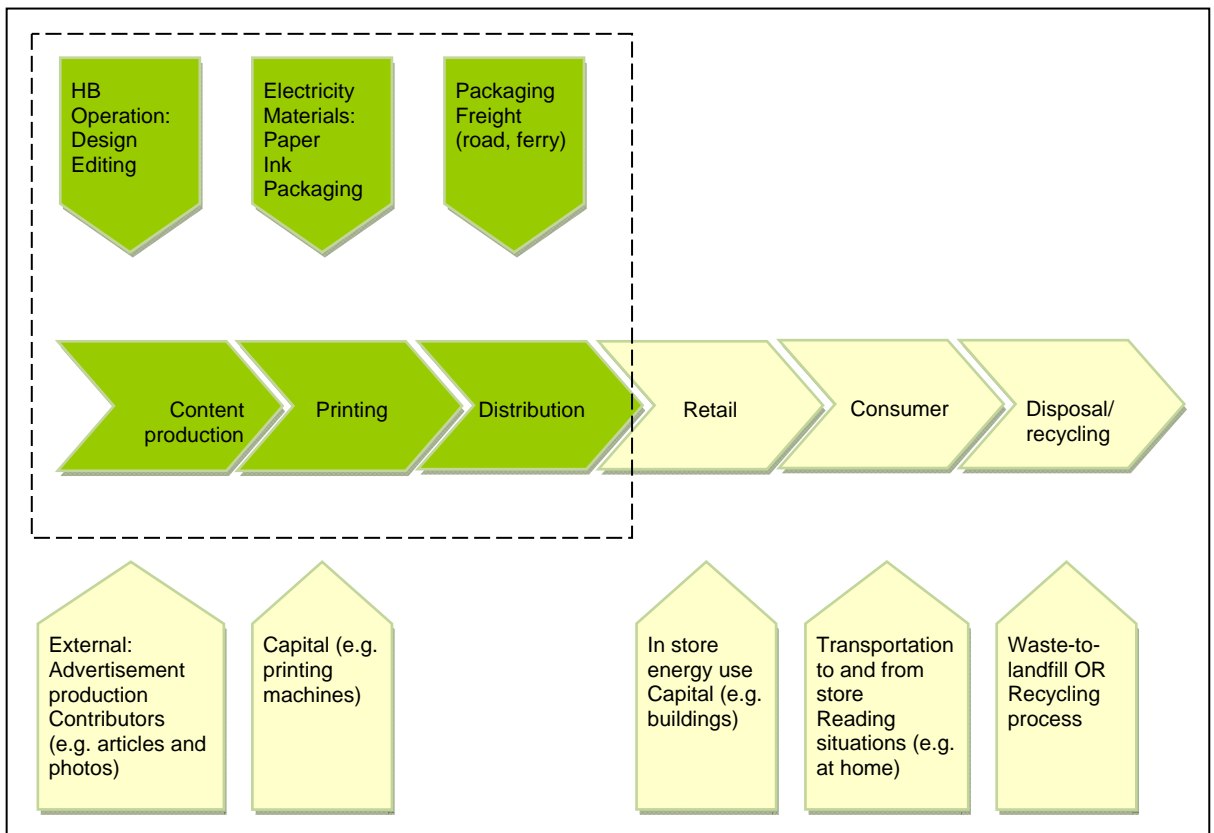 HB
Operation:
Design
Editing
Electricity
Materials:
Paper
Ink
Packaging
Packaging
Freight
(road, ferry)
Content
production
Printing
Distribution
Retail
Consumer
Disposal/
recycling
External:
Advertisement
production
Contributors
(e.g. articles and
photos)
Capital (e.g.
printing
machines)
In store
energy use
Capital (e.g.
buildings)
Transportation
to and from
store
Reading
situations (e.g.
at home)
Waste-to-
landfill OR
Recycling
process